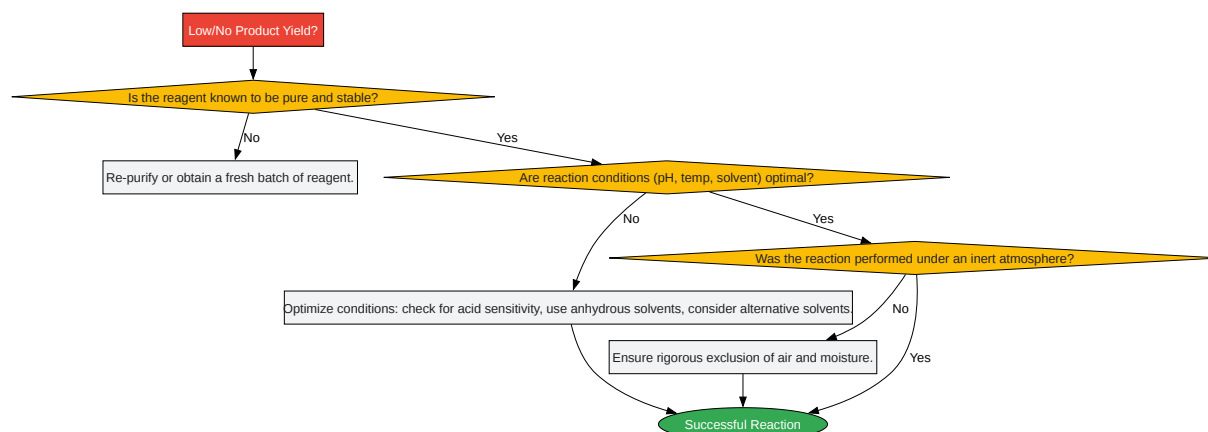 Low/No Product Yield?
Is the reagent known to be pure and stable?
No
Yes
Re-purify or obtain a fresh batch of reagent.
Are reaction conditions (pH, temp, solvent) optimal?
No
Yes
Was the reaction performed under an inert atmosphere?
Optimize conditions: check for acid sensitivity, use anhydrous solvents, consider alternative solvents.
No
Ensure rigorous exclusion of air and moisture.
Yes
Successful Reaction